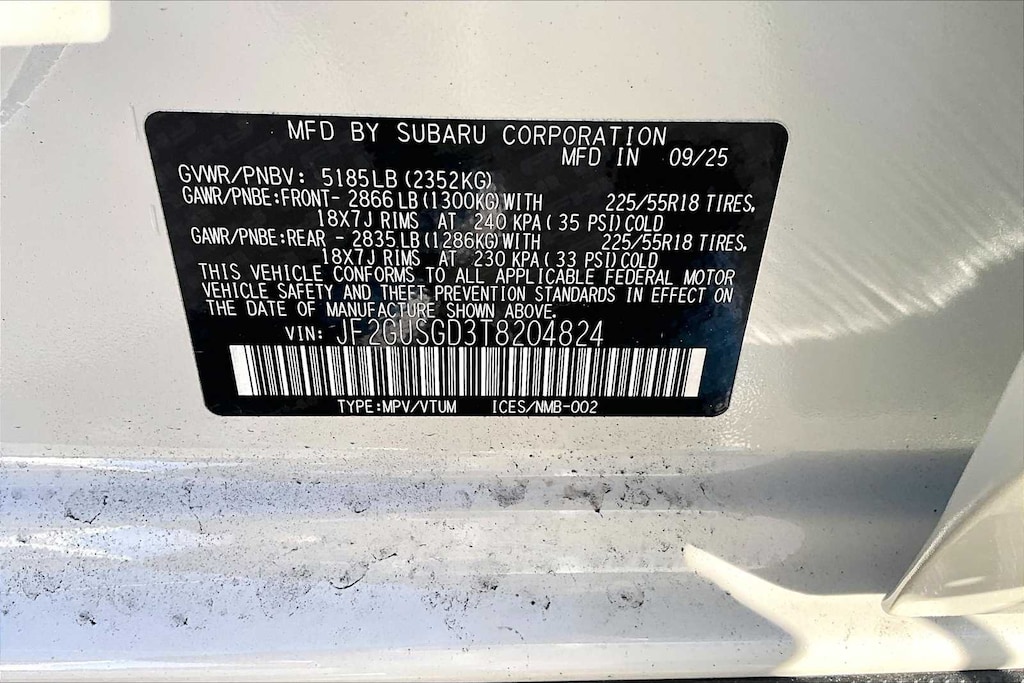 MFD BY SUBARU CORPORATION
MFD IN 09/25
GVWR/PNBV: 5185LB (2352KG)
GAWR/PNBE:FRONT- 2866 LB (1300KG) WITH 225/55R18 TIRES,
18X7J RIMS AT 240 KPA ( 35 PSI) COLD
GAWR/PNBE:REAR - 2835 LB (1286KG) WITH 225/55R18 TIRES,
18X7J RIMS AT 230 KPA ( 33 PSI) COLD
THIS VEHICLE CONFORMS TO ALL APPLICABLE FEDERAL MOTOR
VEHICLE SAFETY AND THEFT PREVENTION STANDARDS IN EFFECT ON
THE DATE OF MANUFACTURE SHOWN ABOVE.
VIN: JF2GUSGD3T8204824
TYPE:MPV/VTUM ICES/NMB-002